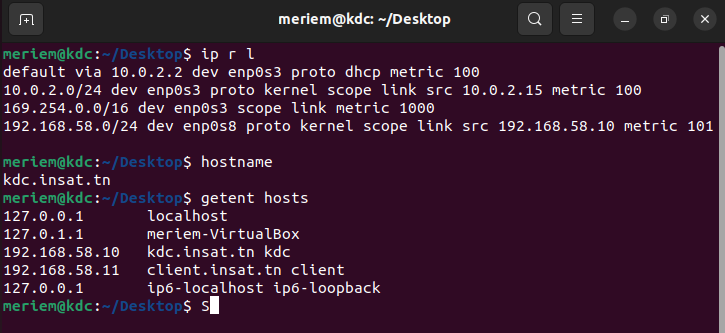 meriem@kdc: ~/Desktop
meriem@kdc:~/Desktop$ ip r l
default via 10.0.2.2 dev enp0s3 proto dhcp metric 100
10.0.2.0/24 dev enp0s3 proto kernel scope link src 10.0.2.15 metric 100
169.254.0.0/16 dev enp0s3 scope link metric 1000
192.168.58.0/24 dev enp0s8 proto kernel scope link src 192.168.58.10 metric 101
meriem@kdc:~/Desktop$ hostname
kdc.insat.tn
meriem@kdc:~/Desktop$ getent hosts
127.0.0.1 localhost
127.0.1.1 meriem-VirtualBox
192.168.58.10 kdc.insat.tn kdc
192.168.58.11 client.insat.tn client
127.0.0.1 ip6-localhost ip6-loopback
meriem@kdc:~/Desktop$ S